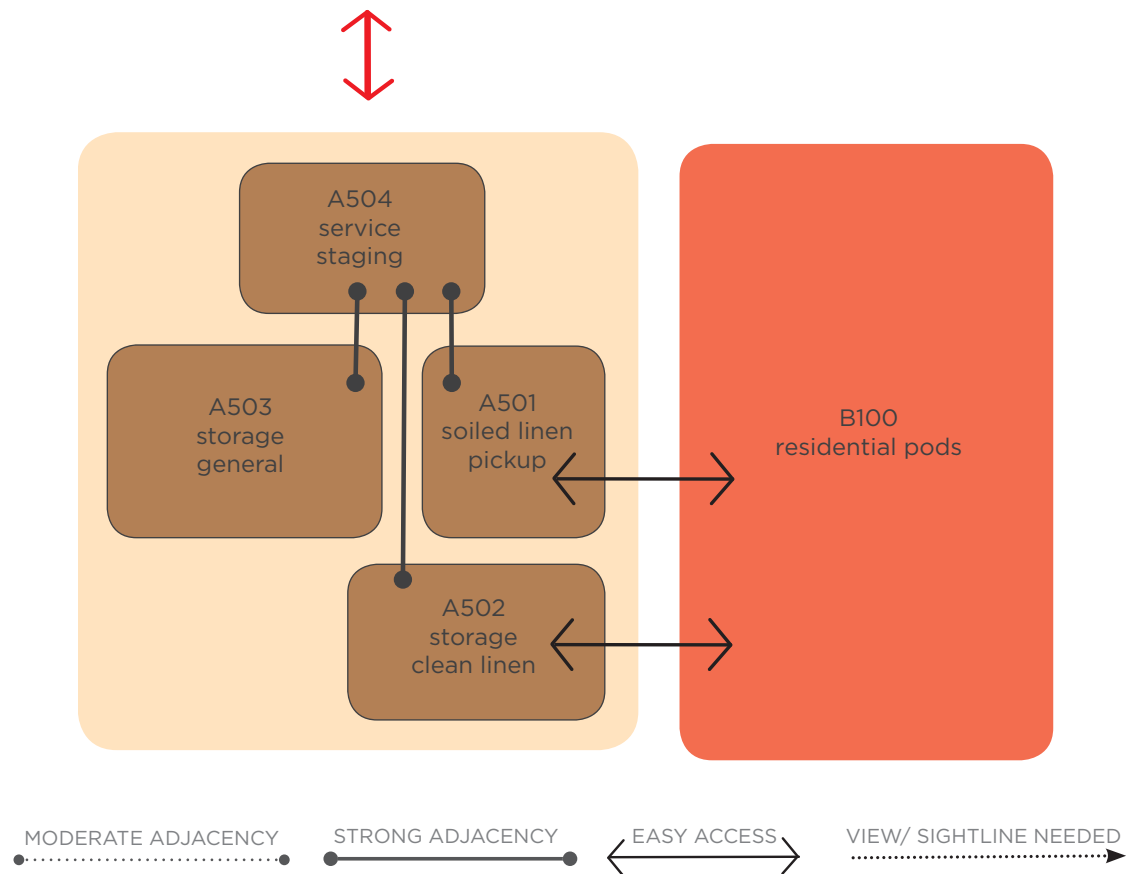 A504
service
staging
A503
storage
general
A501
soiled linen
pickup
B100
residential pods
A502
storage
clean linen
MODERATE ADJACENCY
STRONG ADJACENCY
EASY ACCESS
VIEW/ SIGHTLINE NEEDED